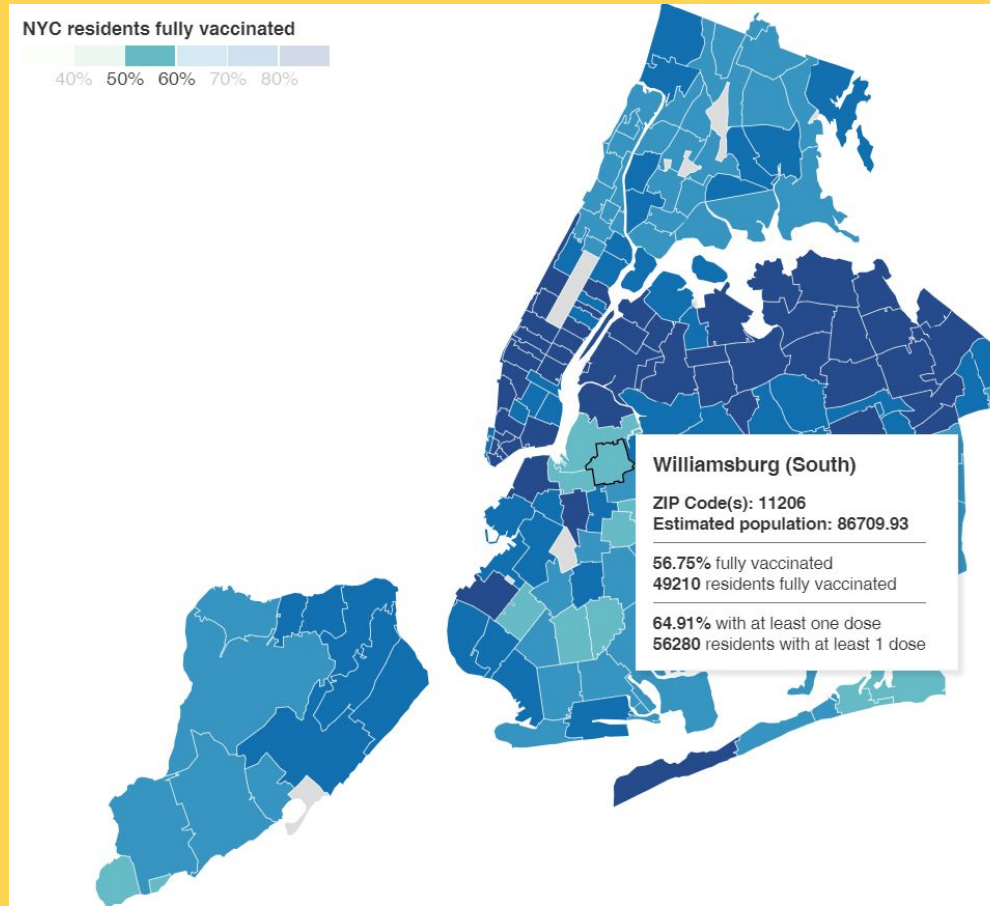 NYC residents fully vaccinated
40% 50% 60% 70% 80%
Williamsburg (South)
ZIP Code(s): 11206
Estimated population: 86709.93
56.75% fully vaccinated
49210 residents fully vaccinated
64.91% with at least one dose
56280 residents with at least 1 dose